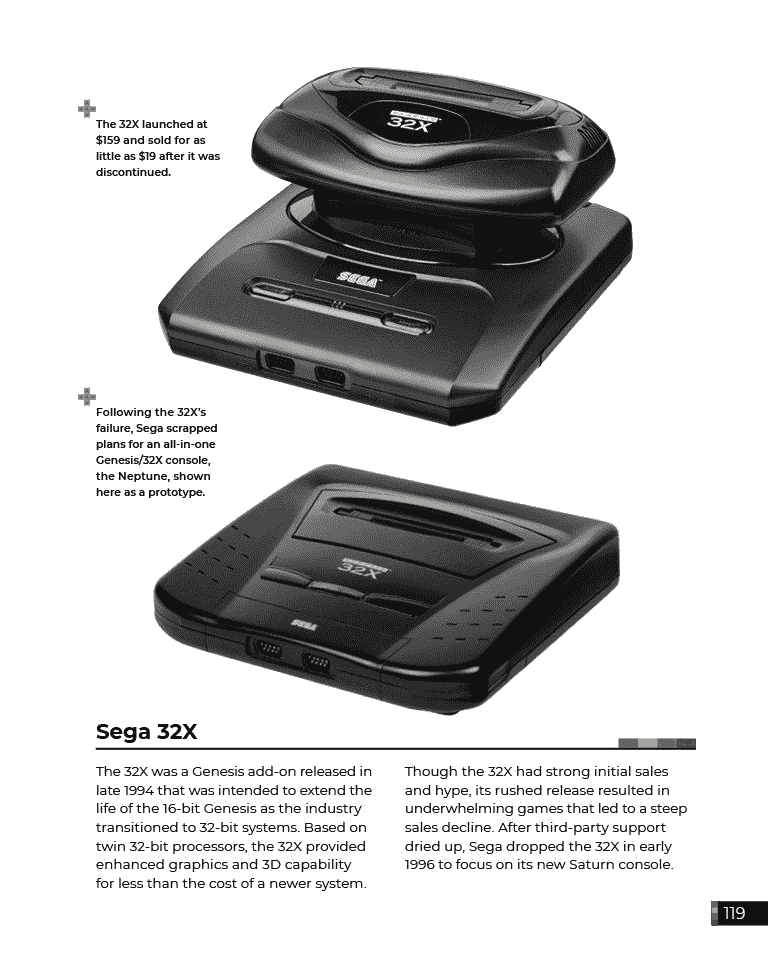 The 32X launched at
$159 and sold for as
little as $19 after it was
discontinued.
32X
SEGA
Following the 32X's
failure, Sega scrapped
plans for an all-in-one
Genesis/32X console,
the Neptune, shown
here as a prototype.
32X
SEGA
Sega 32X
The 32X was a Genesis add-on released in
late 1994 that was intended to extend the
life of the 16-bit Genesis as the industry
transitioned to 32-bit systems. Based on
twin 32-bit processors, the 32X provided
enhanced graphics and 3D capability
for less than the cost of a newer system.
Though the 32X had strong initial sales
and hype, its rushed release resulted in
underwhelming games that led to a steep
sales decline. After third-party support
dried up, Sega dropped the 32X in early
1996 to focus on its new Saturn console.
119